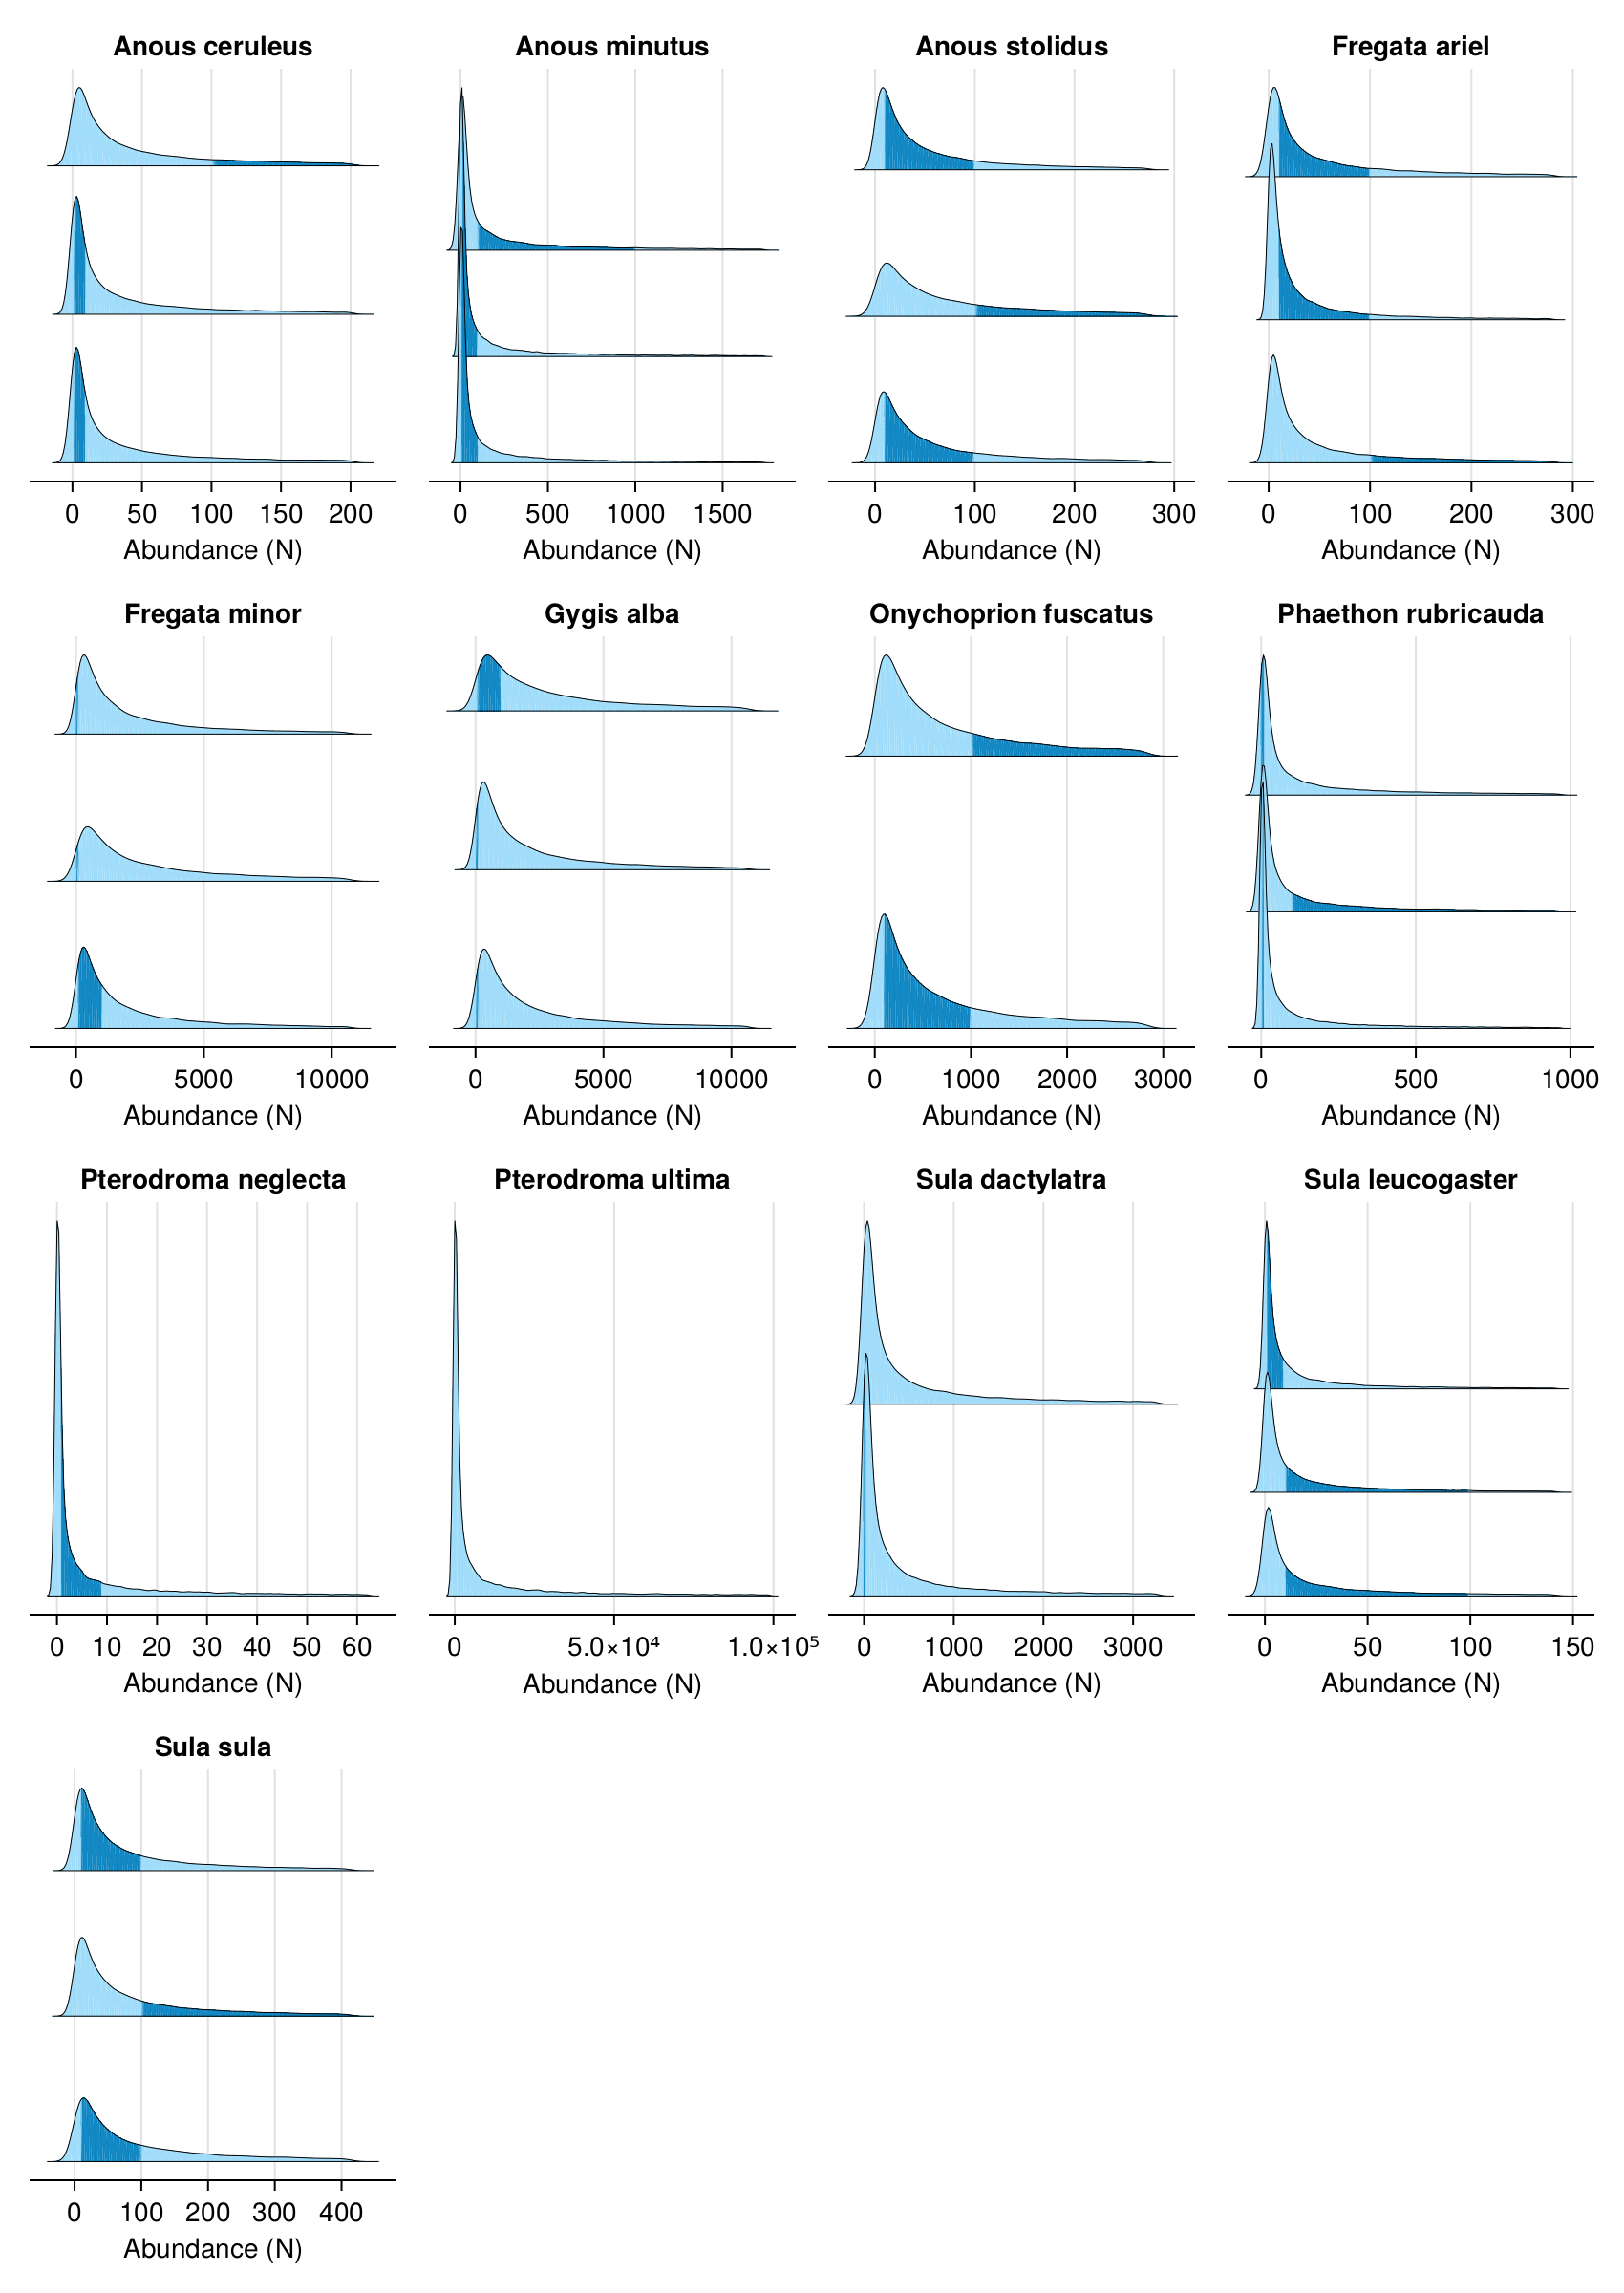 Anous ceruleus Anous minutus Anous stolidus Fregata ariel
0 50 100 150 200 0 500 1000 1500 0 100 200 300 0 100 200 300
Abundance (N) Abundance (N) Abundance (N) Abundance (N)
Fregata minor Gygis alba Onychoprion fuscatus Phaethon rubricauda
0 5000 10000 0 5000 10000 0 1000 2000 3000 0 500 1000
Abundance (N) Abundance (N) Abundance (N) Abundance (N)
Pterodroma neglecta Pterodroma ultima Sula dactylatra Sula leucogaster
0 10 20 30 40 50 60 0 5.0×10⁴ 1.0×10⁵ 0 1000 2000 3000 0 50 100 150
Abundance (N) Abundance (N) Abundance (N) Abundance (N)
Sula sula
0 100 200 300 400
Abundance (N)